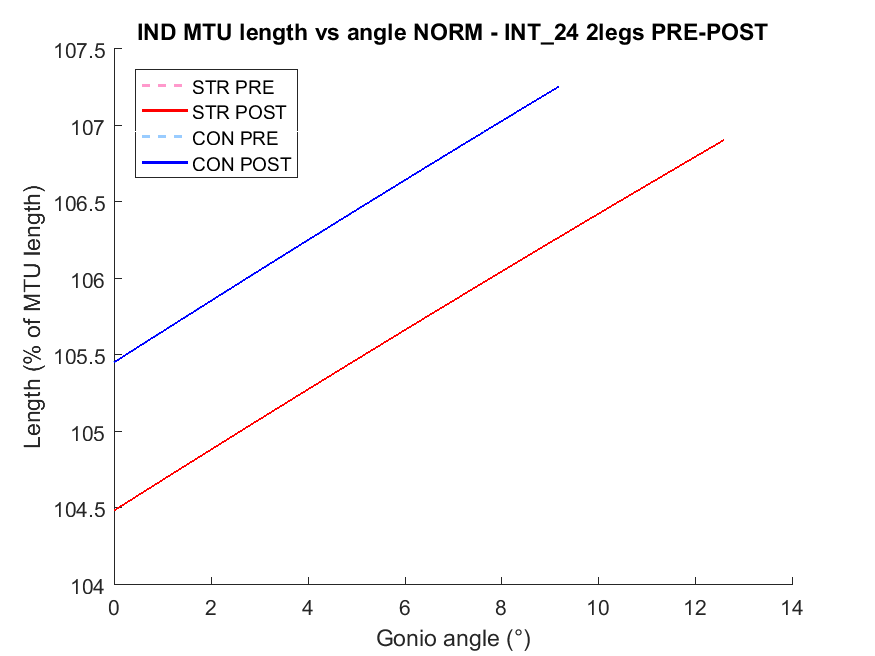 IND MTU length vs angle NORM - INT_24 2legs PRE-POST
107.5
107
106.5
106
105.5
105
104.5
104
Length (% of MTU length)
STR PRE
STR POST
CON PRE
CON POST
0 2 4 6 8 10 12 14
Gonio angle (°)